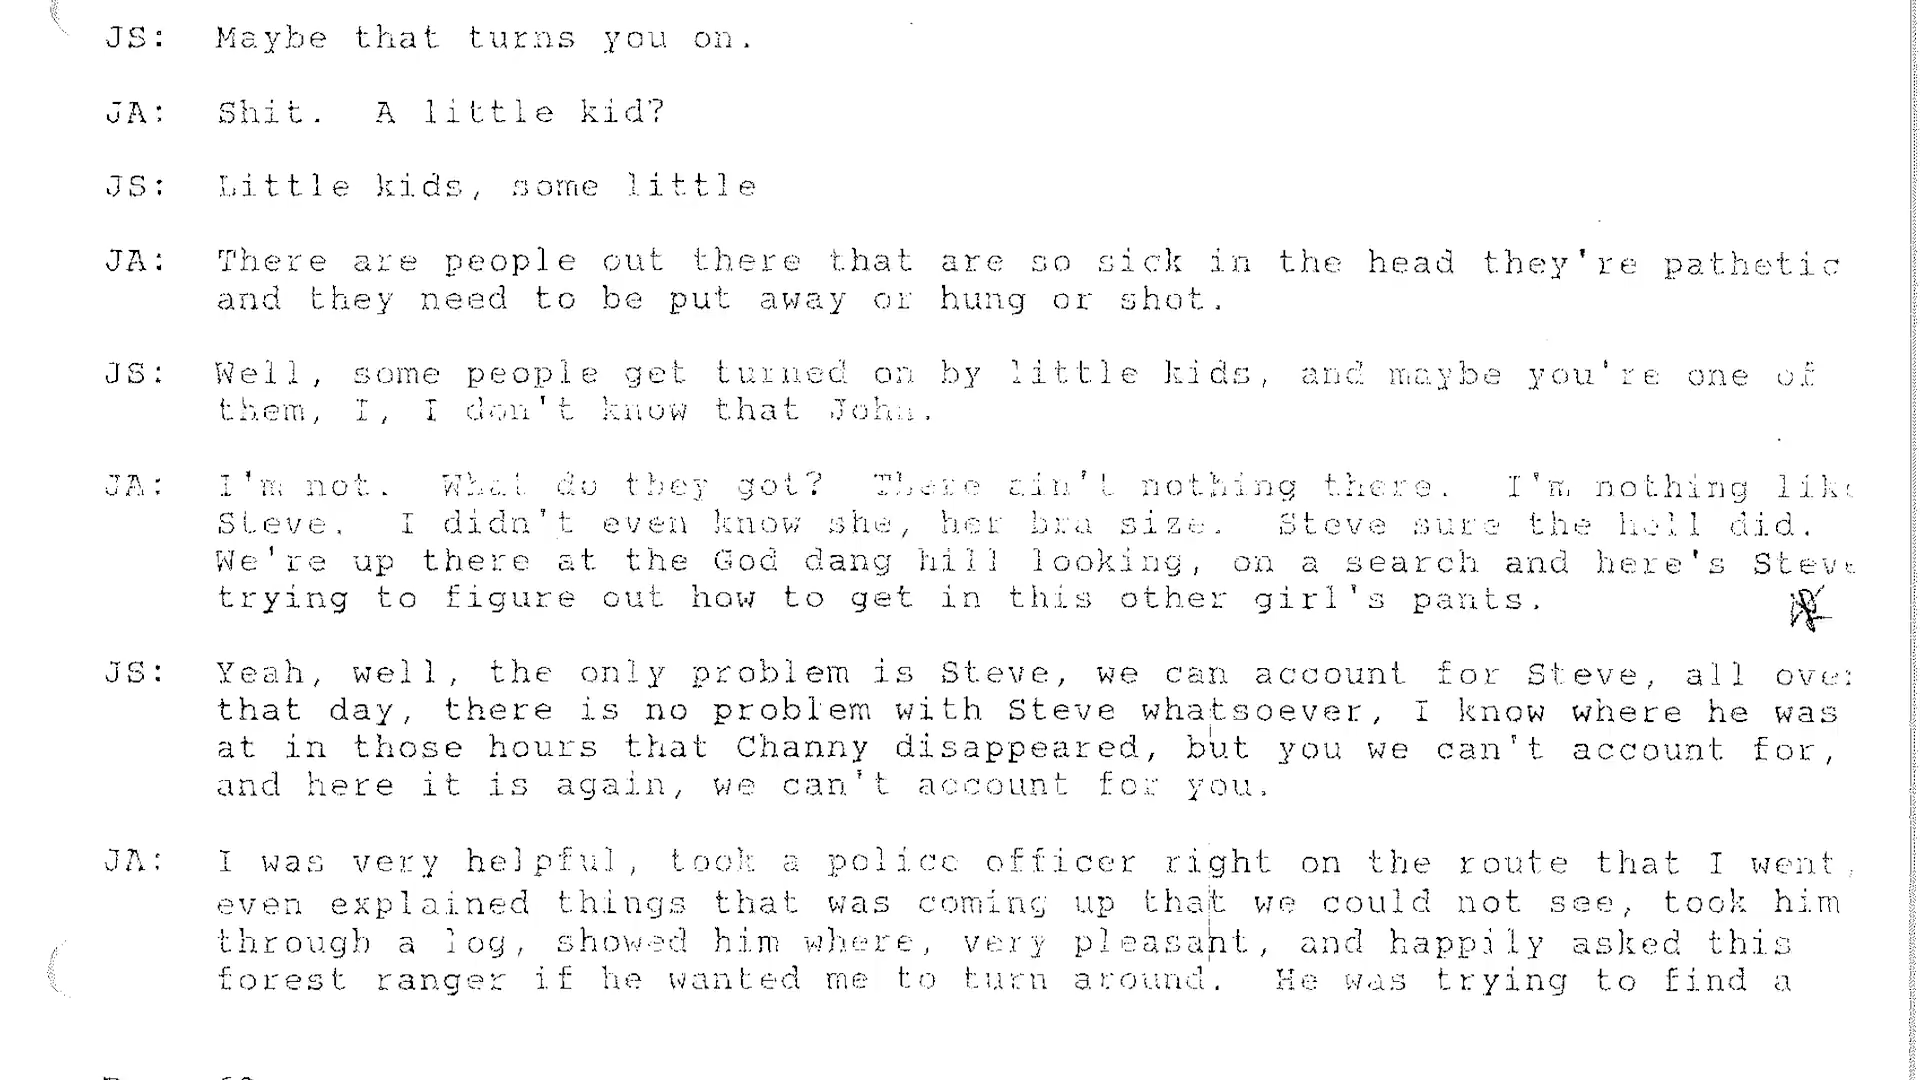 JS: Maybe that turns you on.
JA: Shit. A little kid?
JS: Little kids, some little
JA: There are people out there that are so sick in the head they're pathetic
and they need to be put away or hung or shot.
JS: Well, some people get turned on by little kids, and maybe you're one of
them, I, I don't know that John.
JA: I'm not. What do they got? There ain't nothing there. I'm nothing like
Steve. I didn't even know she, her bra size. Steve sure the hell did.
We're up there at the God dang hill looking, on a search and here's Steve
trying to figure out how to get in this other girl's pants.
JS: Yeah, well, the only problem is Steve, we can account for Steve, all over
that day, there is no problem with Steve whatsoever, I know where he was
at in those hours that Channy disappeared, but you we can't account for,
and here it is again, we can't account for you.
JA: I was very helpful, took a police officer right on the route that I went,
even explained things that was coming up that we could not see, took him
through a log, showed him where, very pleasant, and happily asked this
forest ranger if he wanted me to turn around. He was trying to find a